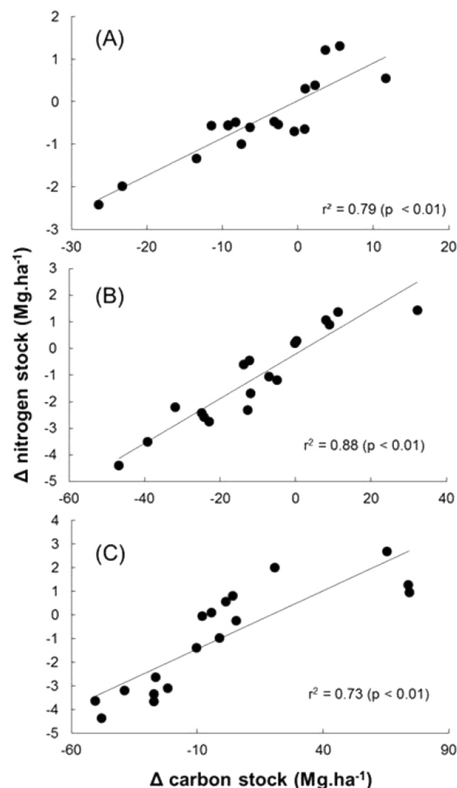 Δ nitrogen stock (Mg.ha⁻¹)
(A)
2
1
0
-1
-2
-3
r² = 0.79 (p < 0.01)
-30 -20 -10 0 10 20
(B)
3
2
1
0
-1
-2
-3
-4
-5
r² = 0.88 (p < 0.01)
-60 -40 -20 0 20 40
(C)
4
3
2
1
0
-1
-2
-3
-4
-5
r² = 0.73 (p < 0.01)
-60 -10 40 90
Δ carbon stock (Mg.ha⁻¹)